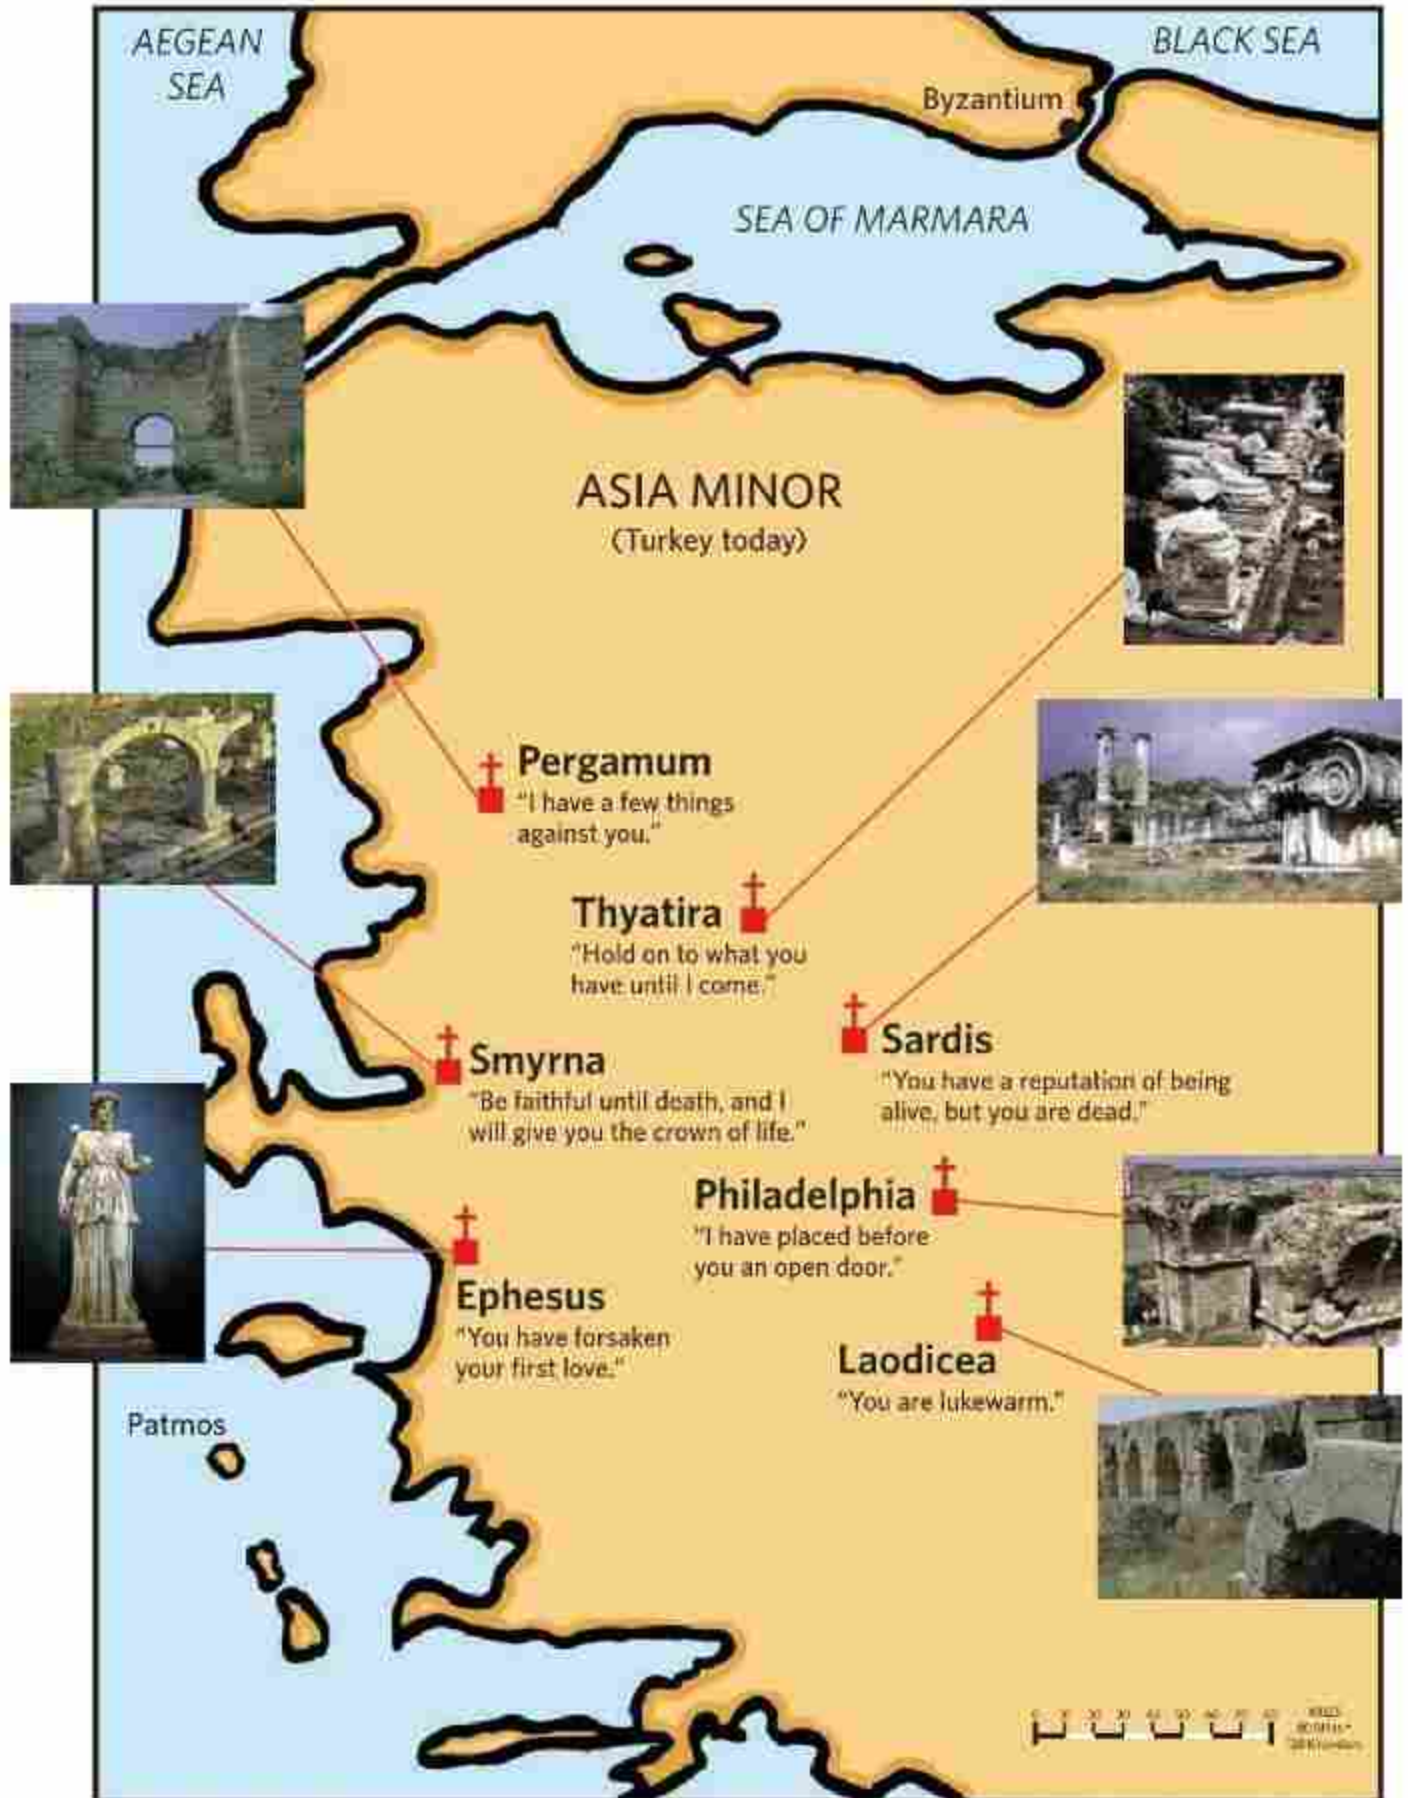 AEGEAN
SEA
BLACK SEA
Byzantium
SEA OF MARMARA
ASIA MINOR
(Turkey today)
Pergamum
"I have a few things
against you."
Thyatira
"Hold on to what you
have until I come."
Sardis
"You have a reputation of being
alive, but you are dead."
Smyrna
"Be faithful until death, and I
will give you the crown of life."
Philadelphia
"I have placed before
you an open door."
Ephesus
"You have forsaken
your first love."
Laodicea
"You are lukewarm."
Patmos